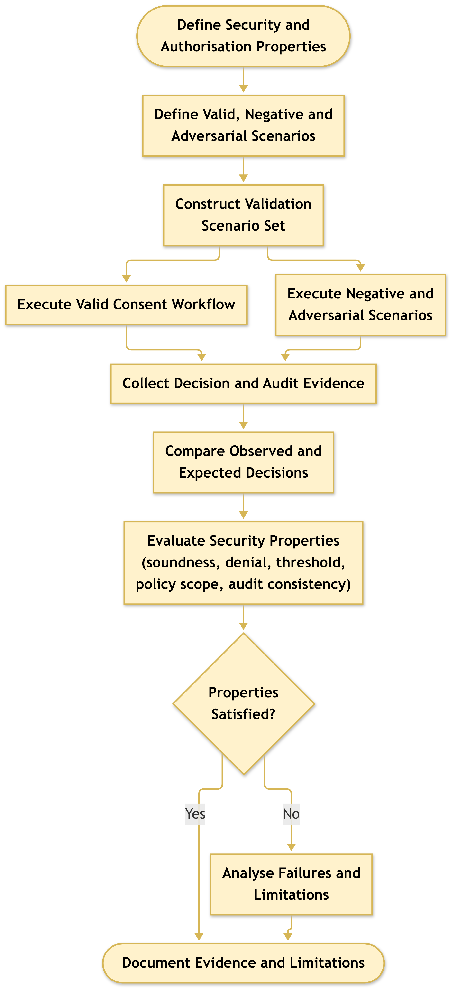 Define Security and
Authorisation Properties
Define Valid, Negative and
Adversarial Scenarios
Construct Validation
Scenario Set
Execute Valid Consent Workflow
Execute Negative and
Adversarial Scenarios
Collect Decision and Audit Evidence
Compare Observed and
Expected Decisions
Evaluate Security Properties
(soundness, denial, threshold,
policy scope, audit consistency)
Properties
Satisfied?
Yes
No
Analyse Failures and
Limitations
Document Evidence and Limitations